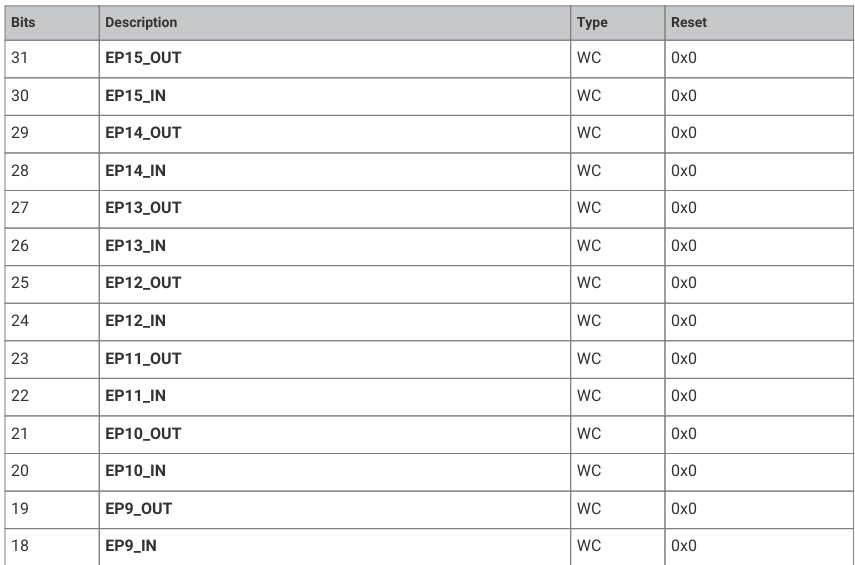 Bits Description Type Reset
31 EP15_OUT WC 0x0
30 EP15_IN WC 0x0
29 EP14_OUT WC 0x0
28 EP14_IN WC 0x0
27 EP13_OUT WC 0x0
26 EP13_IN WC 0x0
25 EP12_OUT WC 0x0
24 EP12_IN WC 0x0
23 EP11_OUT WC 0x0
22 EP11_IN WC 0x0
21 EP10_OUT WC 0x0
20 EP10_IN WC 0x0
19 EP9_OUT WC 0x0
18 EP9_IN WC 0x0